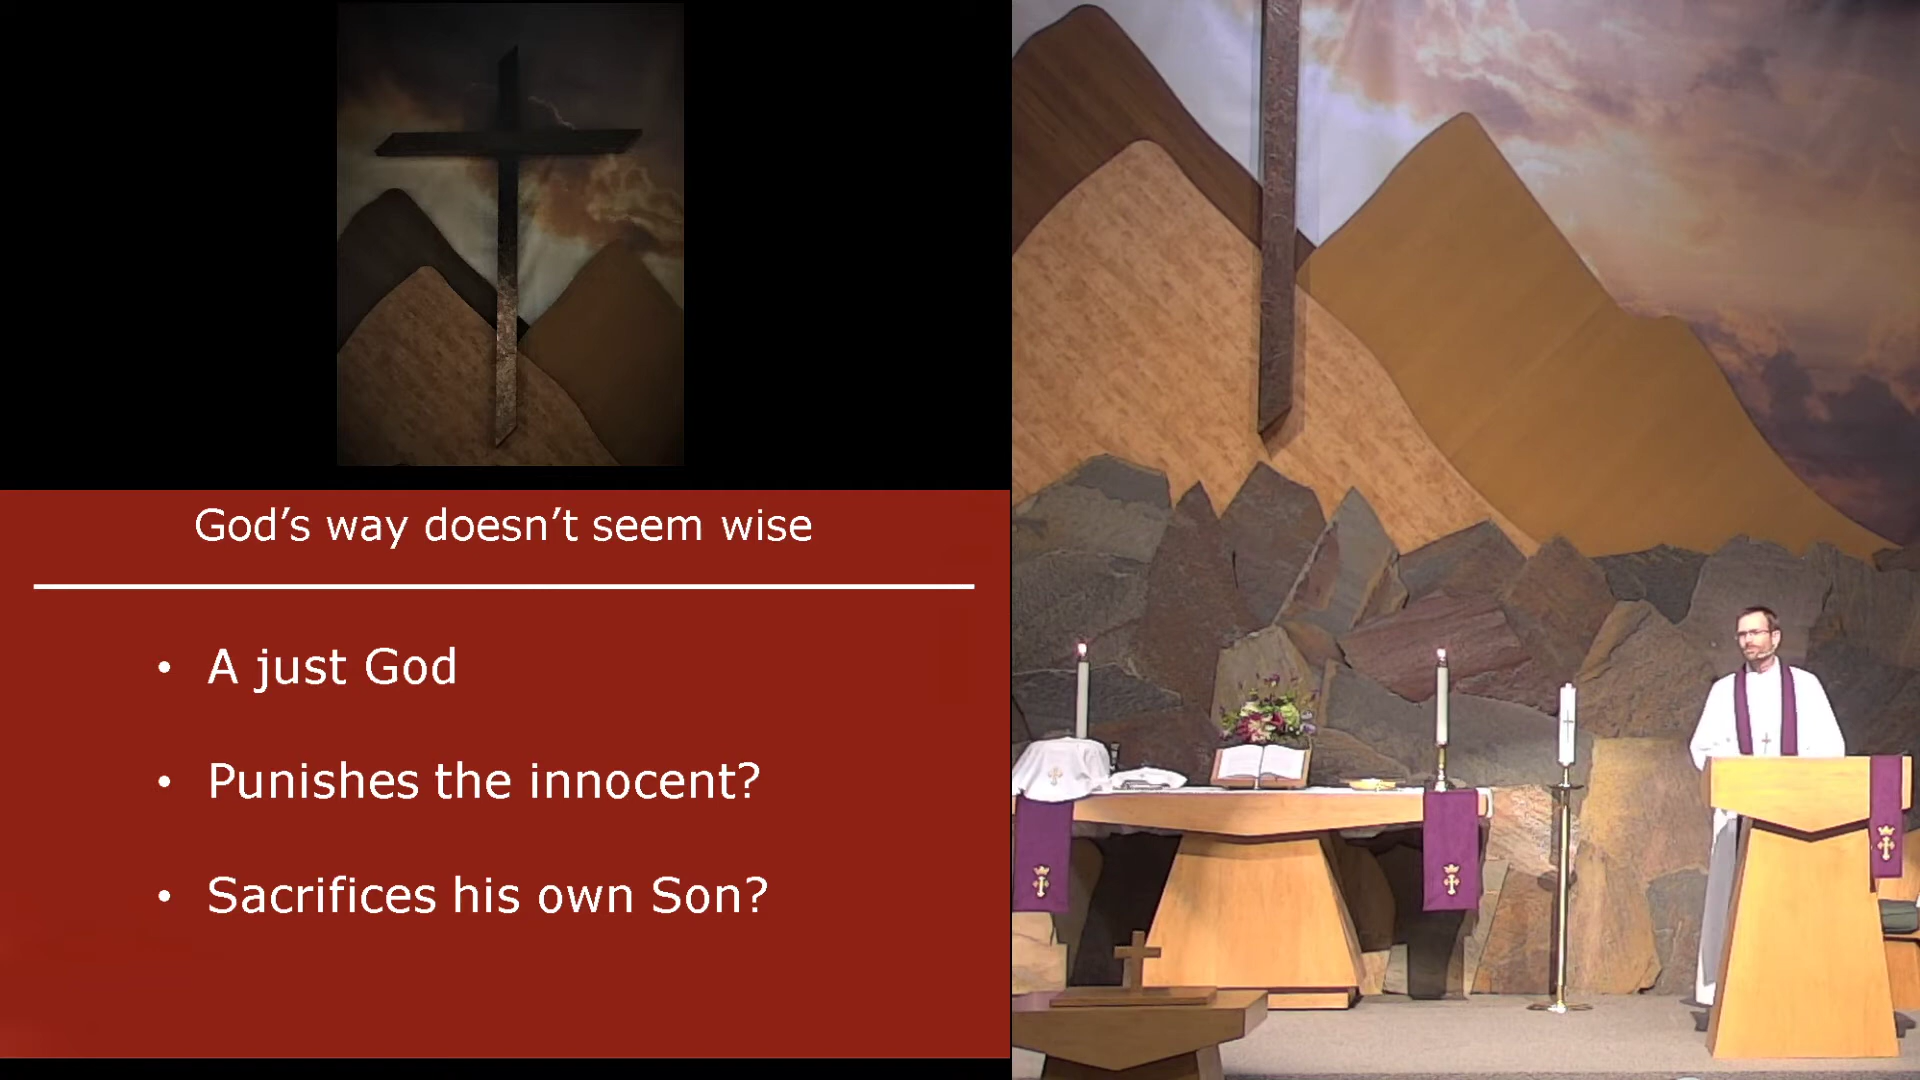 God’s way doesn’t seem wise
• A just God
• Punishes the innocent?
• Sacrifices his own Son?